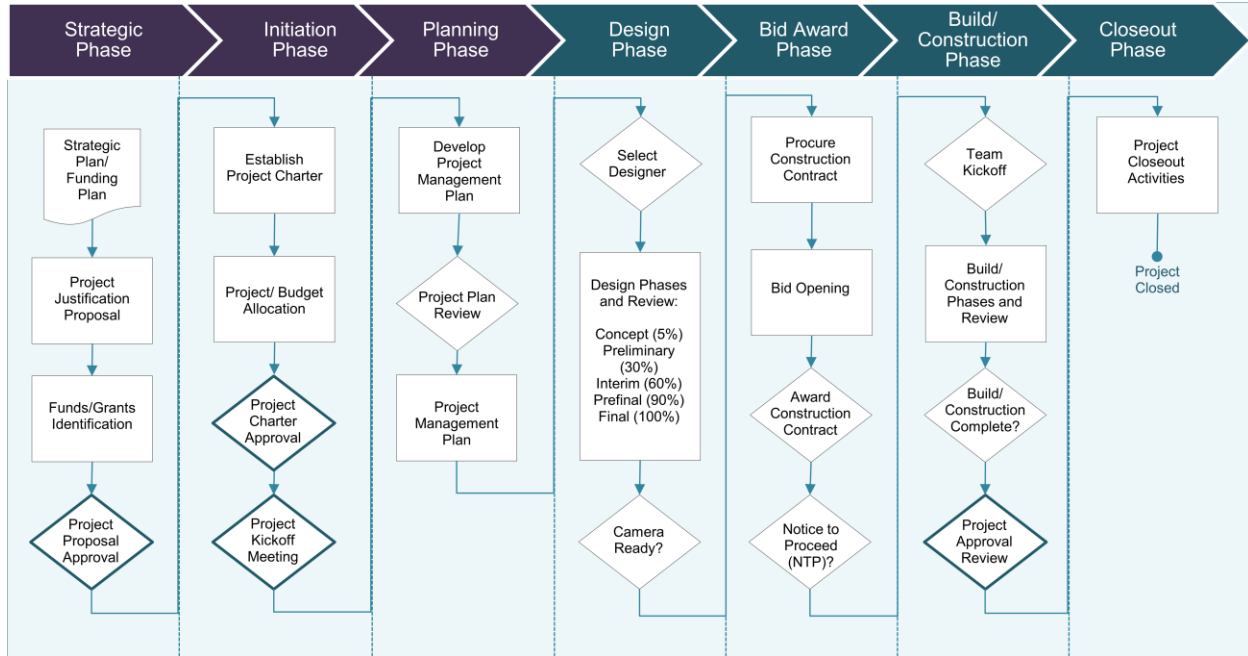 Strategic
Phase
Initiation
Phase
Planning
Phase
Design
Phase
Bid Award
Phase
Build/
Construction
Phase
Closeout
Phase
Strategic
Plan/
Funding
Plan
Project
Justification
Proposal
Funds/Grants
Identification
Project
Proposal
Approval
Establish
Project Charter
Project/ Budget
Allocation
Project
Charter
Approval
Project
Kickoff
Meeting
Develop
Project
Management
Plan
Project Plan
Review
Project
Management
Plan
Select
Designer
Design Phases
and Review:
Concept (5%)
Preliminary
(30%)
Interim (60%)
Prefinal (90%)
Final (100%)
Camera
Ready?
Procure
Construction
Contract
Bid Opening
Award
Construction
Contract
Notice to
Proceed
(NTP)?
Team
Kickoff
Build/
Construction
Phases and
Review
Build/
Construction
Complete?
Project
Approval
Review
Project
Closeout
Activities
Project
Closed